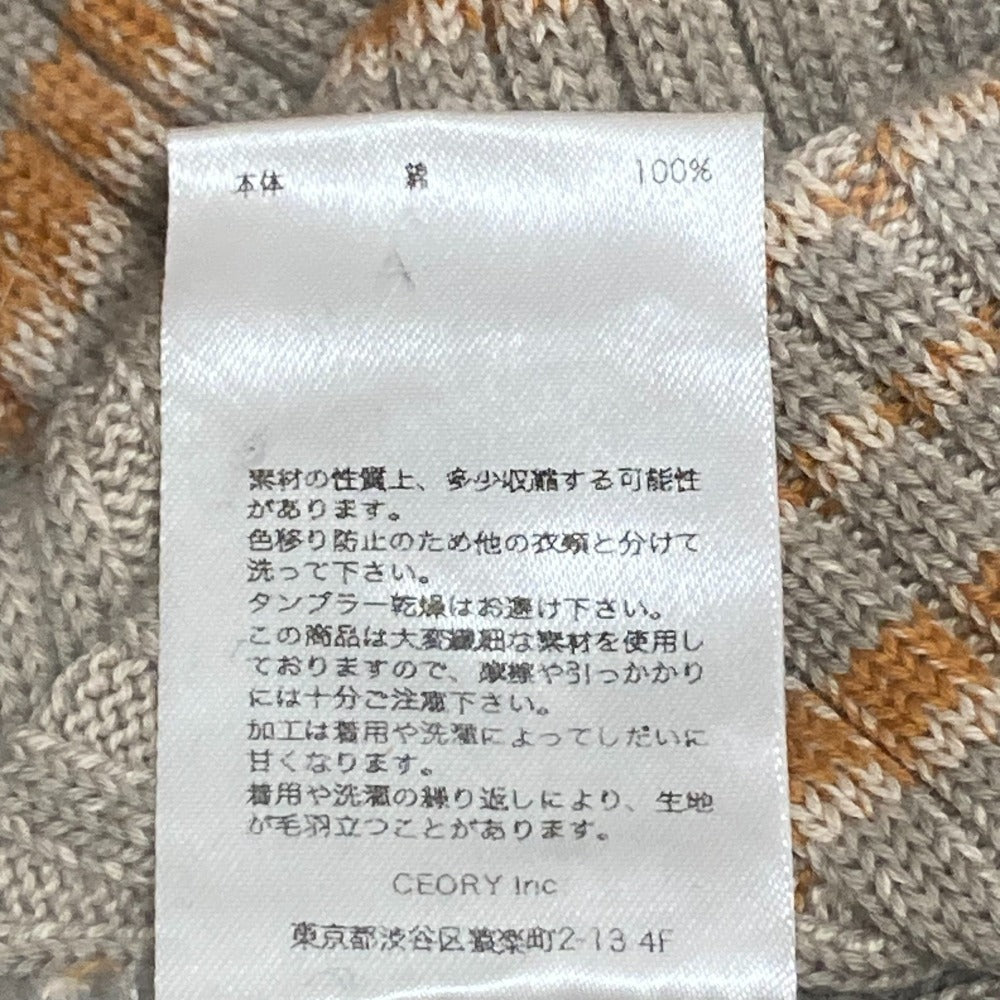 本体 綿 100%
素材の性質上、多少収縮する可能性
があります。
色移り防止のため他の衣類と分けて
洗って下さい。
タンブラー乾燥はお避け下さい。
この商品は大変繊細な素材を使用し
ておりますので、摩擦や引っかかり
には十分ご注意下さい。
加工は着用や洗濯によってしだいに
甘くなります。
着用や洗濯の繰り返しにより、生地
が毛羽立つことがあります。
CEORY Inc
東京都渋谷区鶯楽町2-13 4F